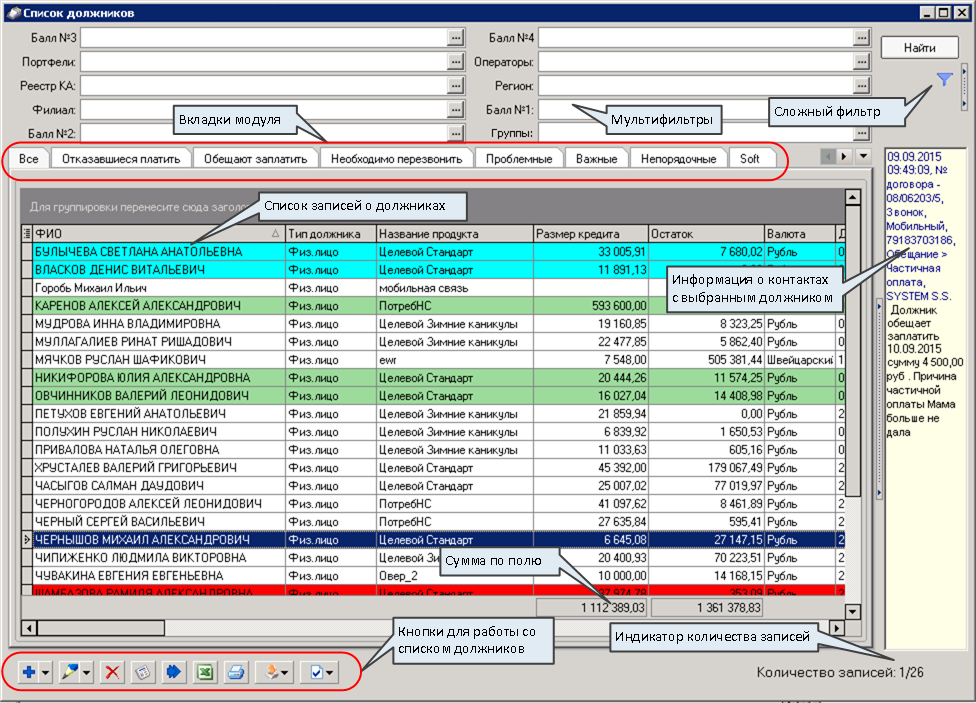 Список должников
Балл №3
Балл №4
Найти
Портфели:
Операторы:
Реестр КА:
Регион:
Филиал:
Балл №1:
Балл №2:
Группы:
Вкладки модуля
Мультифильтры
Сложный фильтр
Все Отказавшиеся платить Обещают заплатить Необходимо перезвонить Проблемные Важные Непорядочные Soft
Для группировки перенесите сюда
Список записей о должниках
ФИО Тип должника Название продукта Размер кредита Остаток Валюта Д
БУЛЫЧЕВА СВЕТЛАНА АНАТОЛЬЕВНА Физ.лицо Целевой Стандарт 33 005,91 7 680,02 Рубль 0
ВЛАСКОВ ДЕНИС ВИТАЛЬЕВИЧ Физ.лицо Целевой Стандарт 11 891,13
Горобь Михаил Ильич Физ.лицо мобильная связь
КАРЕНОВ АЛЕКСЕЙ АЛЕКСАНДРОВИЧ Физ.лицо ПотребНС 593 600,00
МУДРОВА ИННА ВЛАДИМИРОВНА Физ.лицо Целевой Зимние каникулы 19 160,85 8 323,25 Рубль 0
МУЛЛАГАЛИЕВ РИНАТ РИШАДОВИЧ Физ.лицо Целевой Зимние каникулы 22 477,85 5 862,40 Рубль 0
МЯЧКОВ РУСЛАН ШАФИКОВИЧ Физ.лицо ewr 7 548,00 505 381,44 Швейцарский 1
НИКИФОРОВА ЮЛИЯ АЛЕКСАНДРОВНА Физ.лицо Целевой Стандарт 20 444,26 11 574,25 Рубль 0
ОВЧИННИКОВ ВАЛЕРИЙ ЛЕОНИДОВИЧ Физ.лицо Целевой Стандарт 16 027,04 14 408,98 Рубль 0
ПЕТУХОВ ЕВГЕНИЙ АНАТОЛЬЕВИЧ Физ.лицо Целевой Зимние каникулы 21 859,94 0,00 Рубль 2
ПОЛУХИН РУСЛАН НИКОЛАЕВИЧ Физ.лицо Целевой Зимние каникулы 6 839,92 1 650,53 Рубль 0
ПРИВАЛОВА НАТАЛЬЯ ОЛЕГОВНА Физ.лицо Целевой Зимние каникулы 11 033,63 605,16 Рубль 0
ХРУСТАЛЕВ ВАЛЕРИЙ ГРИГОРЬЕВИЧ Физ.лицо Целевой Стандарт 45 392,00 179 067,49 Рубль 2
ЧАСЫГОВ САЛМАН ДАУДОВИЧ Физ.лицо Целевой Стандарт 25 007,02 77 019,97 Рубль 2
ЧЕРНОГОРОДОВ АЛЕКСЕЙ ЛЕОНИДОВИЧ Физ.лицо ПотребНС 41 097,62 8 461,89 Рубль 2
ЧЕРНЫЙ СЕРГЕЙ ВАСИЛЬЕВИЧ Физ.лицо ПотребНС 27 635,84 595,41 Рубль 2
ЧЕРНЫШОВ МИХАИЛ АЛЕКСАНДРОВИЧ Физ.лицо Целевой Стандарт 6 645,08 27 147,15 Рубль 2
ЧИПИЖЕНКО ЛЮДМИЛА ВИКТОРОВНА Физ.лицо Целевой 20 400,93 70 223,51 Рубль 2
ЧУВАКИНА ЕВГЕНИЯ ЕВГЕНЬЕВНА Физ.лицо Овер_2 10 000,00 14 168,15 Рубль 2
ШАМБАЗОВА РАМИЛЯ АЛЕКСАНДРОВНА Физ.лицо Целевой Стандарт 37 974,78 353,09 Рубль
Сумма по полю
1 112 389,03 1 361 378,83
Информация о контактах
с выбранным должником
09.09.2015
09:49:09, №
договора -
08/06203/5,
Звонок,
Мобильный,
79183703186,
Обещание >
Частичная
оплата,
SYSTEM S.S.
Должник
обещает
заплатить
10.09.2015
сумму 4 500,00
руб . Причина
частичной
оплаты Мама
больше не
дала
Кнопки для работы со
списком должников
Индикатор количества записей
Количество записей: 1/26